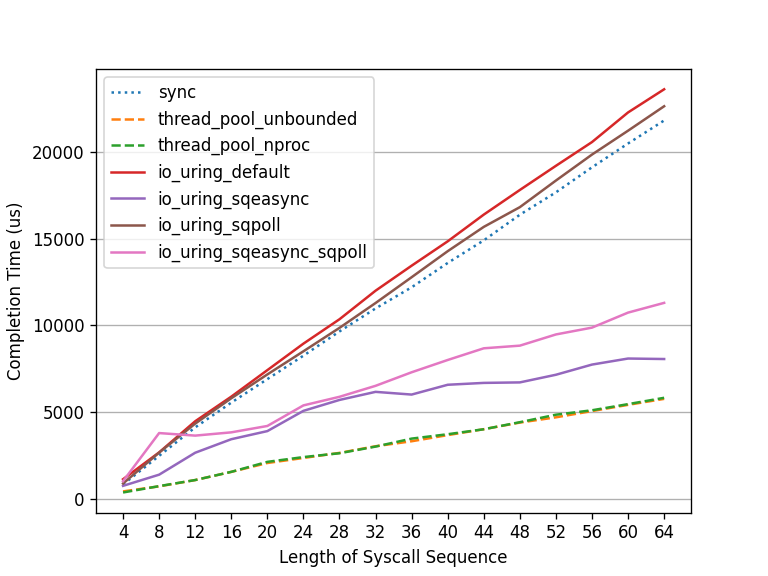 sync
thread_pool_unbounded
thread_pool_nproc
io_uring_default
io_uring_sqeasync
io_uring_sqpoll
io_uring_sqeasync_sqpoll
Completion Time (us)
20000
15000
10000
5000
0
4 8 12 16 20 24 28 32 36 40 44 48 52 56 60 64
Length of Syscall Sequence